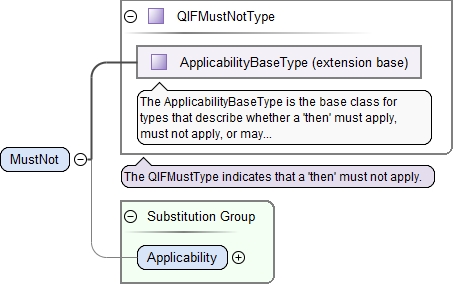 QIFMustNotType
ApplicabilityBaseType (extension base)
The ApplicabilityBaseType is the base class for
types that describe whether a 'then' must apply,
must not apply, or may...
MustNot
The QIFMustType indicates that a 'then' must not apply.
Substitution Group
Applicability